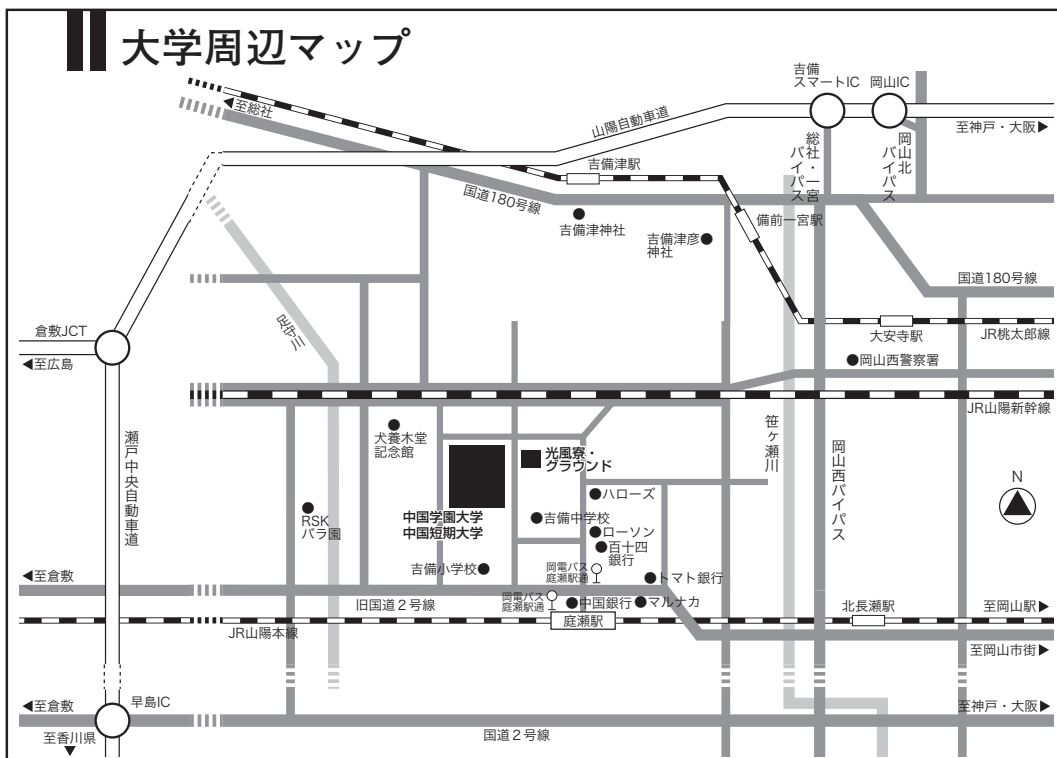 大学周辺マップ
吉備
スマートIC
岡山IC
◀至総社
山陽自動車道
至神戸・大阪▶
総社・一宮
バイパス
岡山北
バイパス
吉備津駅
国道180号線
吉備津神社
吉備津彦
神社
備前一宮駅
国道180号線
足守川
倉敷JCT
◀至広島
大安寺駅
JR桃太郎線
岡山西警察署
JR山陽新幹線
瀬戸中央自動車道
犬養木堂
記念館
光風寮・
グラウンド
笹ヶ瀬川
岡山西バイパス
N
ハローズ
RSK
バラ園
中国学園大学
中国短期大学
吉備中学校
ローソン
百十四
銀行
吉備小学校
岡電バス
庭瀬駅通
トマト銀行
◀至倉敷
旧国道2号線
岡電バス
庭瀬駅通
中国銀行
マルナカ
北長瀬駅
至岡山駅▶
JR山陽本線
庭瀬駅
至岡山市街▶
◀至倉敷
早島IC
至神戸・大阪▶
至香川県
▼
国道2号線